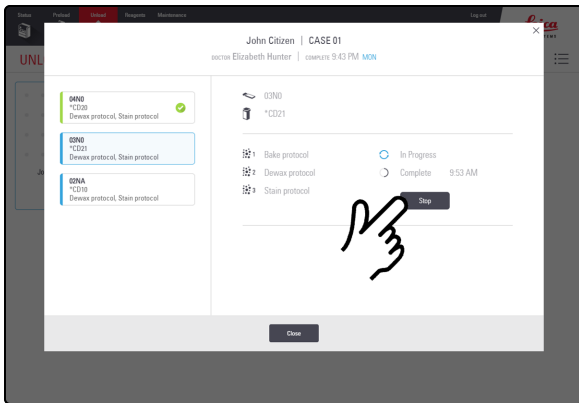 Status Preload Unload Reagents Maintenance Log out
John Citizen | CASE 01
DOCTOR Elizabeth Hunter | COMPLETE 9:43 PM MON
UNL
04N0
*CD20
Dewax protocol, Stain protocol
03N0
*CD21
Dewax protocol, Stain protocol
02NA
*CD10
Dewax protocol, Stain protocol
03N0
*CD21
1 Bake protocol In Progress
2 Dewax protocol Complete 9:53 AM
3 Stain protocol
Stop
Close